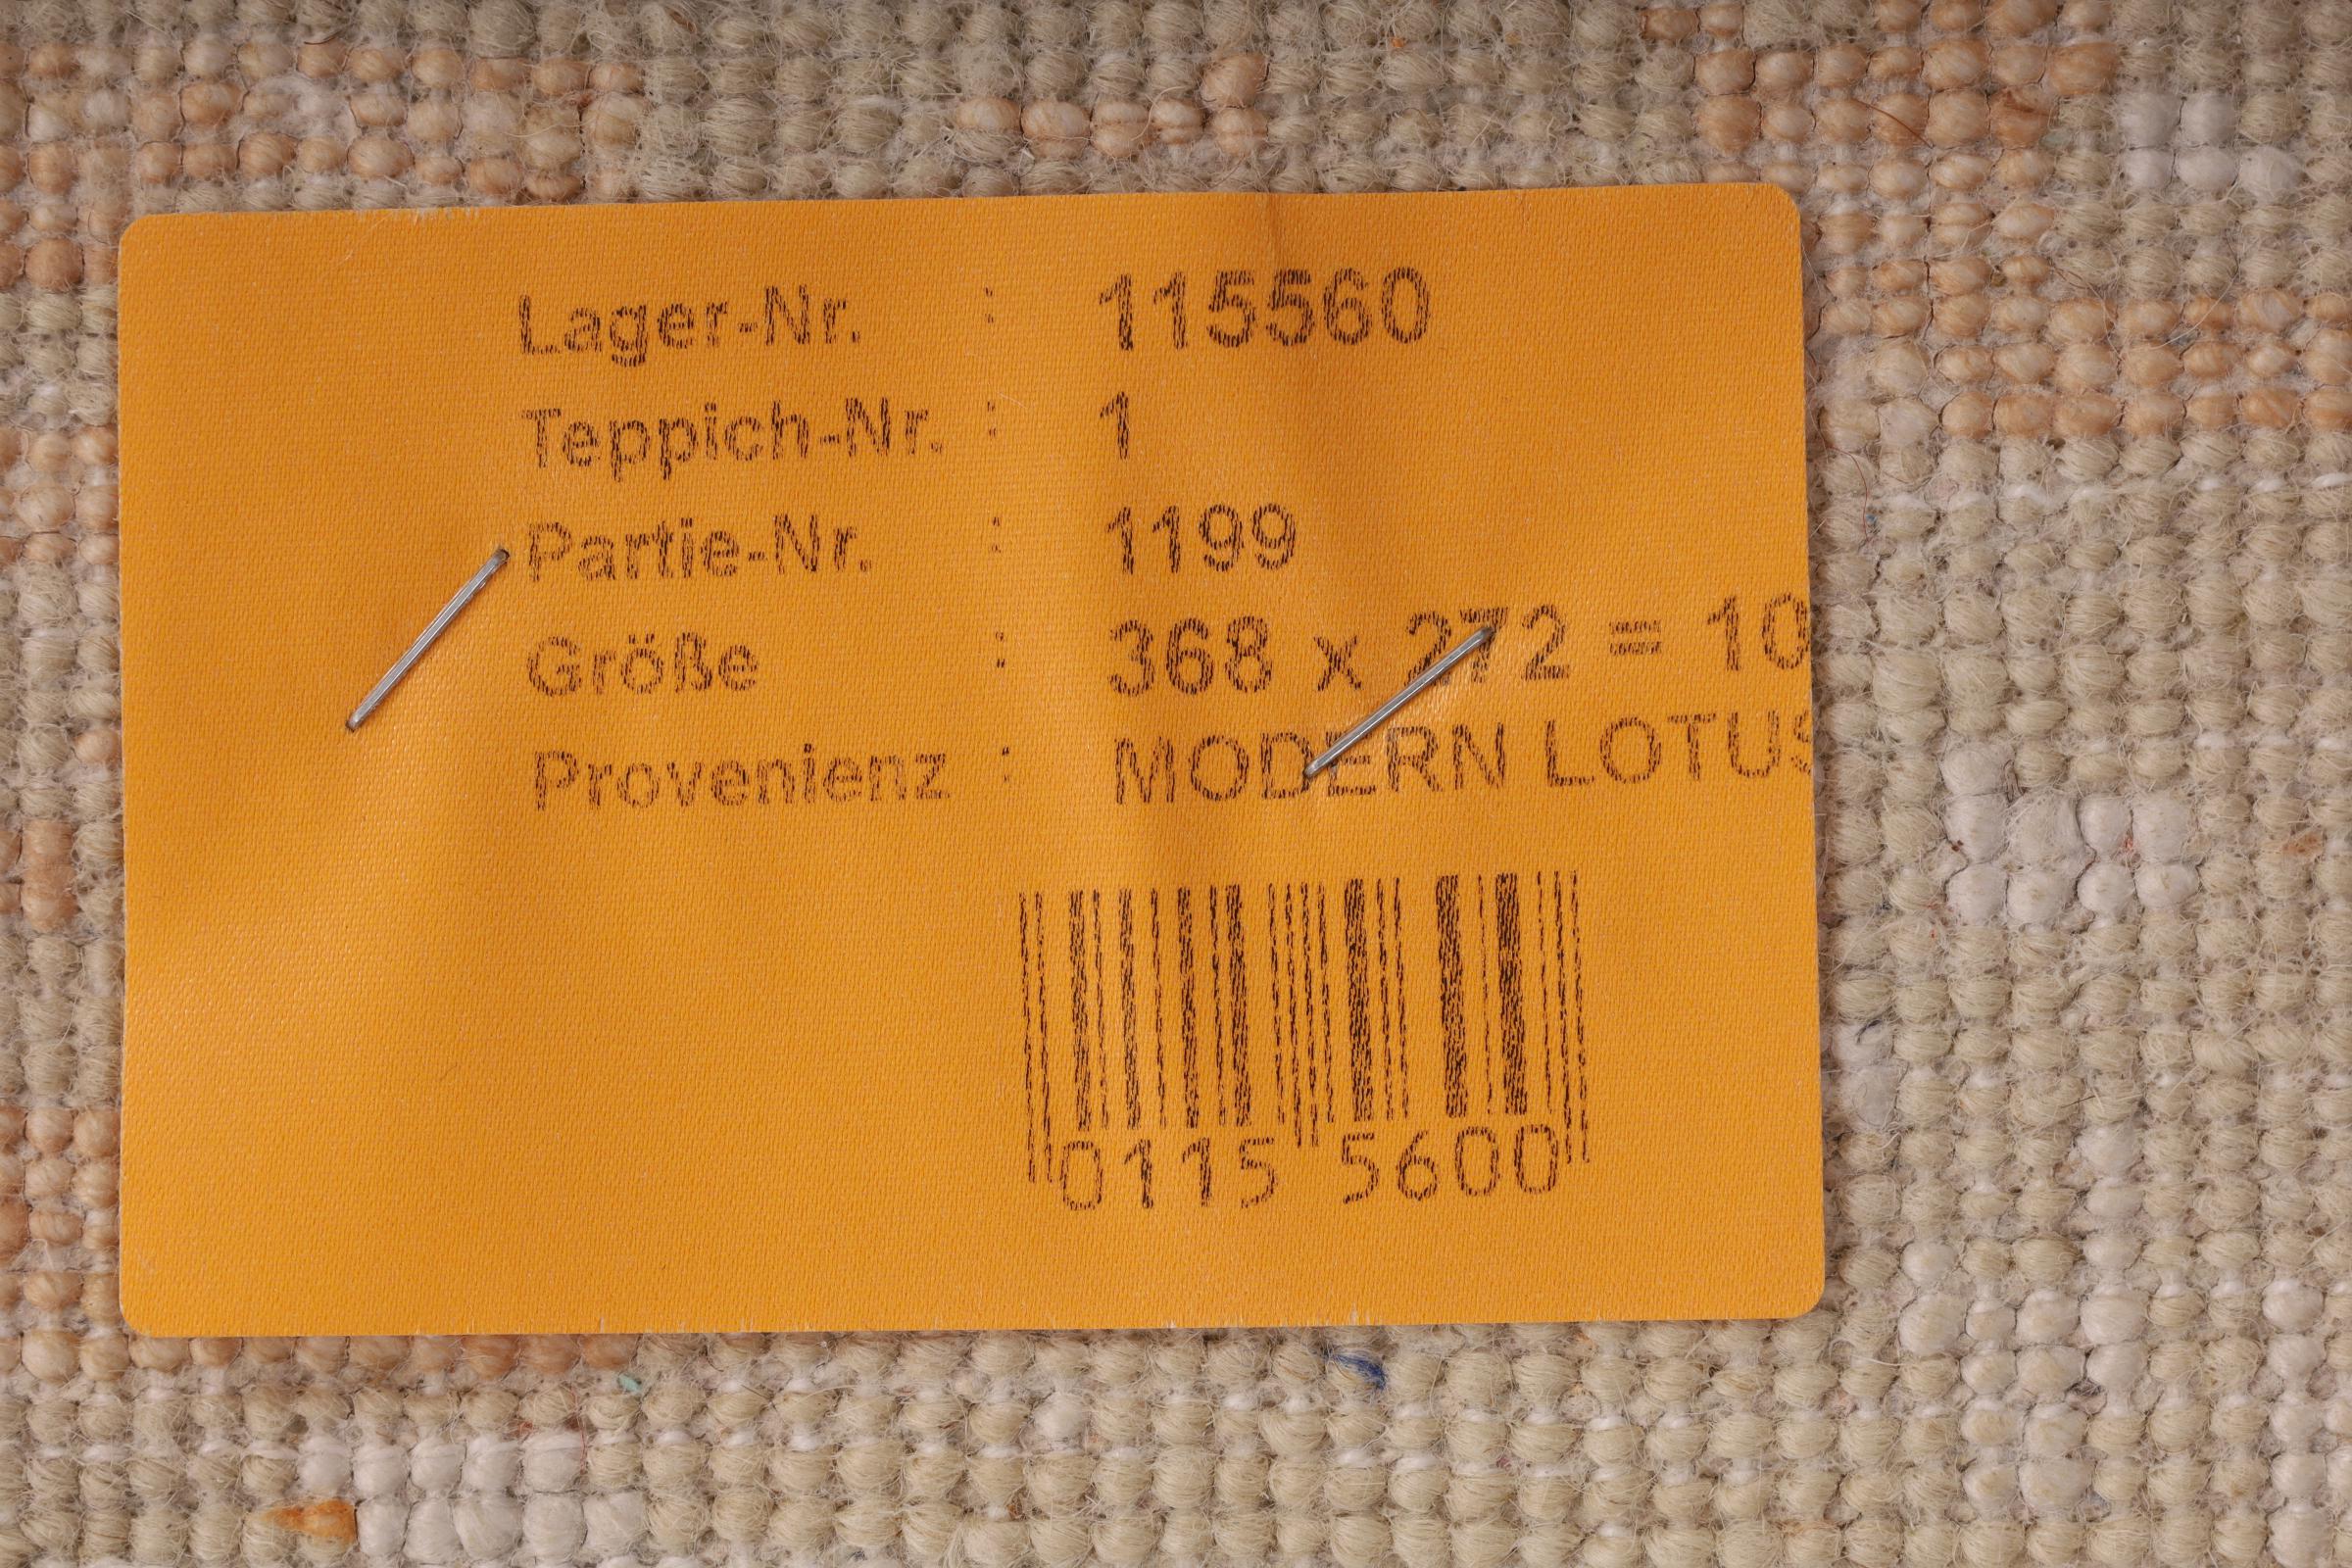 Lager-Nr. : 115560
Teppich-Nr. : 1
Partie-Nr. : 1199
Größe : 368 x 272 = 10
Provenienz : MODERN LOTUS
0115 5600